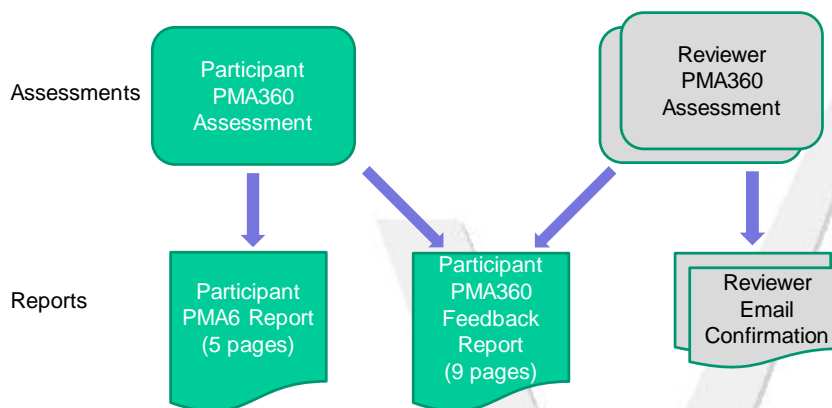 Assessments
Participant
PMA360
Assessment
Reviewer
PMA360
Assessment
Reports
Participant
PMA6 Report
(5 pages)
Participant
PMA360
Feedback
Report
(9 pages)
Reviewer
Email
Confirmation